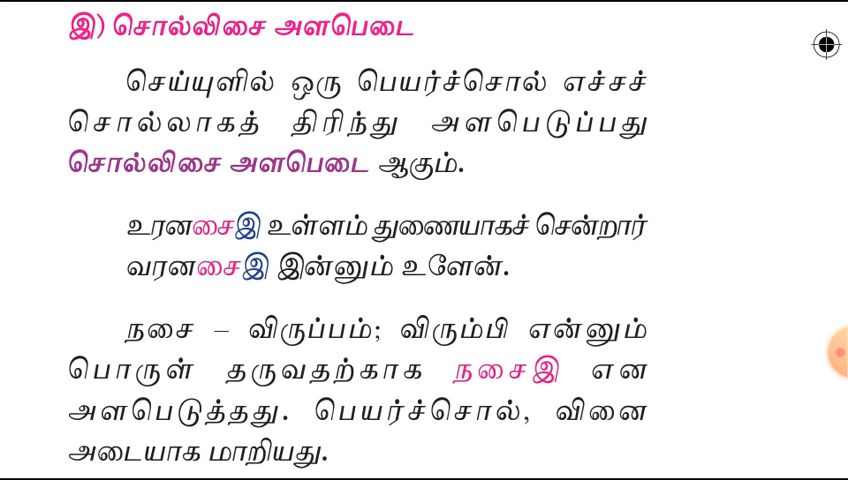 இ) சொல்லிசை அளபெடை
செய்யுளில் ஒரு பெயர்ச்சொல் எச்சச்
சொல்லாகத் திரிந்து அளபெடுப்பது
சொல்லிசை அளபெடை ஆகும்.
உரனசைஇ உள்ளம் துணையாகச் சென்றார்
வரனசைஇ இன்னும் உளேன்.
நசை – விருப்பம்; விரும்பி என்னும்
பொருள் தருவதற்காக நசைஇ என
அளபெடுத்தது. பெயர்ச்சொல், வினை
அடையாக மாறியது.